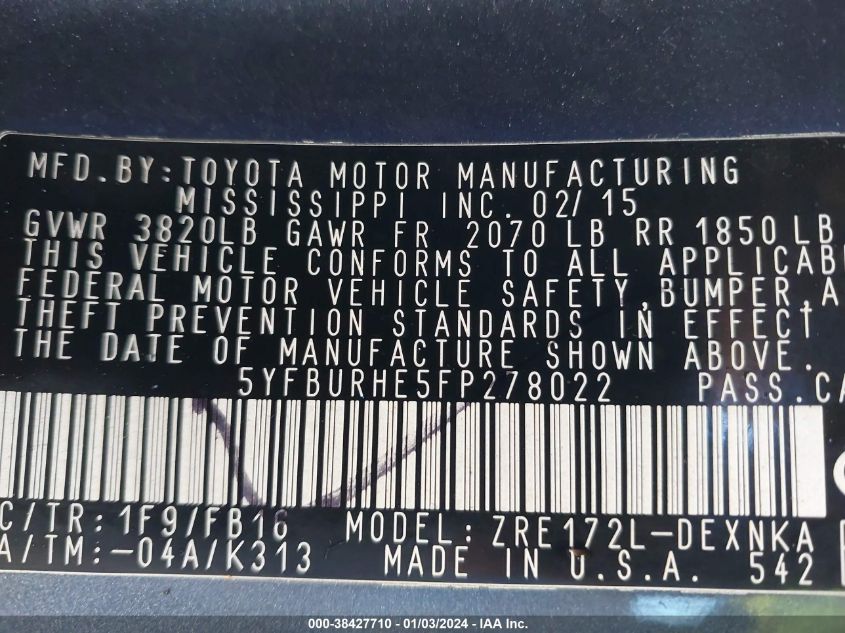 MFD.BY:TOYOTA MOTOR MANUFACTURING
MISSISSIPPI INC. 02/15
GVWR 3820LB GAWR FR 2070 LB RR 1850 LB
THIS VEHICLE CONFORMS TO ALL
FEDERAL MOTOR VEHICLE SAFETY, BUMPER,
THEFT PREVENTION STANDARDS IN EFFECT
THE DATE OF MANUFACTURE SHOWN ABOVE.
5YFBURHE5FP278022 PASS.
C/TR: 1F9/FB16 MODEL: ZRE172L-DEXNKA
A/TM:-04A/K313 MADE IN U.S.A. 542
000-38427710 - 01/03/2024 - IAA Inc.